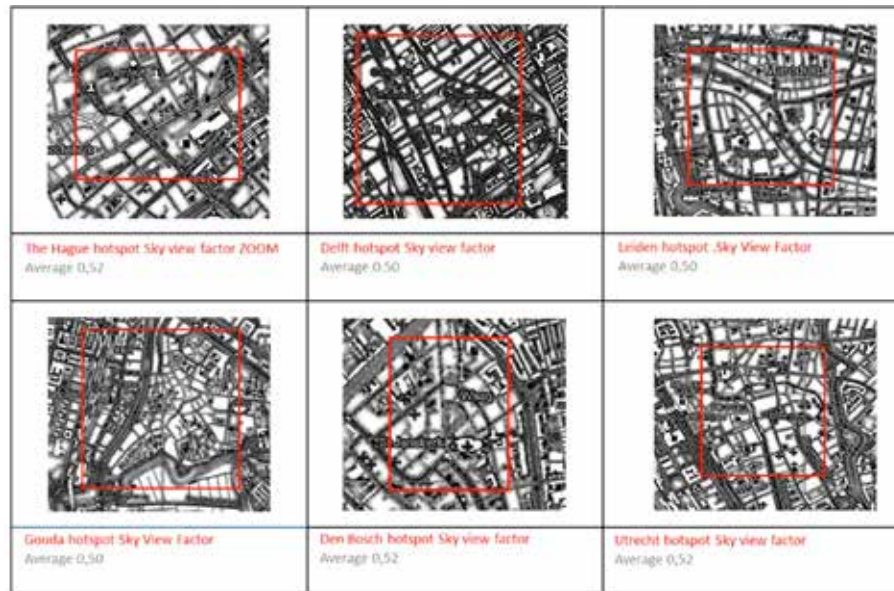 The Hague hotspot Sky view factor ZOOM
Average 0,52
Delft hotspot Sky view factor
Average 0.50
Leiden hotspot .Sky View Factor
Average 0,50
Gouda hotspot Sky View Factor
Average 0,50
Den Bosch hotspot Sky view factor
Average 0,52
Utrecht hotspot Sky view factor
Average 0,52